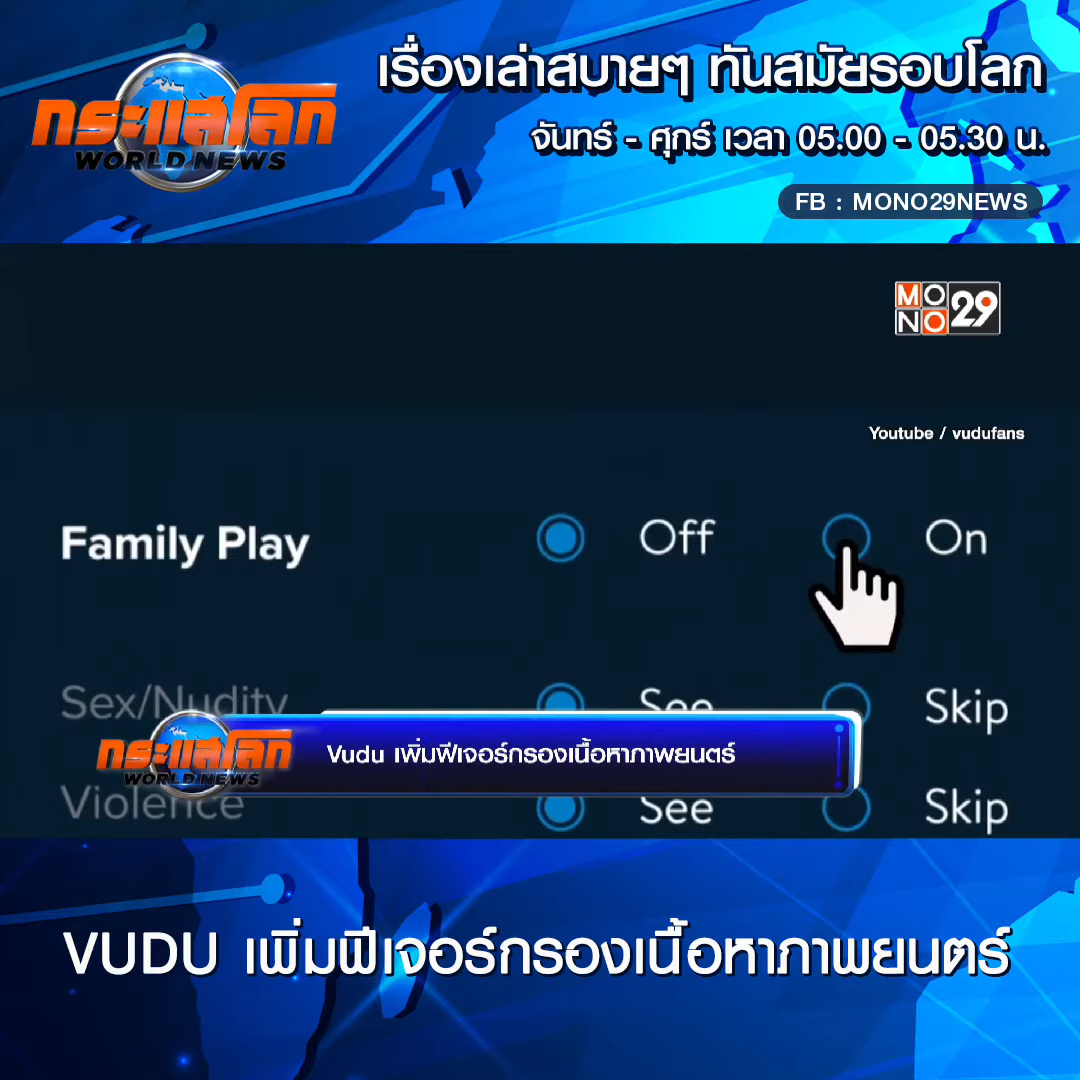 กระแสโลก
WORLD NEWS
เรื่องเล่าสบายๆ ทันสมัยรอบโลก
จันทร์ - ศุกร์ เวลา 05.00 - 05.30 น.
FB : MONO29NEWS
MONO 29
Youtube / vudufans
Family Play Off On
Sex/Nudity See Skip
กระแสโลก
WORLD NEWS
Vudu เพิ่มฟีเจอร์กรองเนื้อหาภาพยนตร์
Violence See Skip
VUDU เพิ่มฟีเจอร์กรองเนื้อหาภาพยนตร์